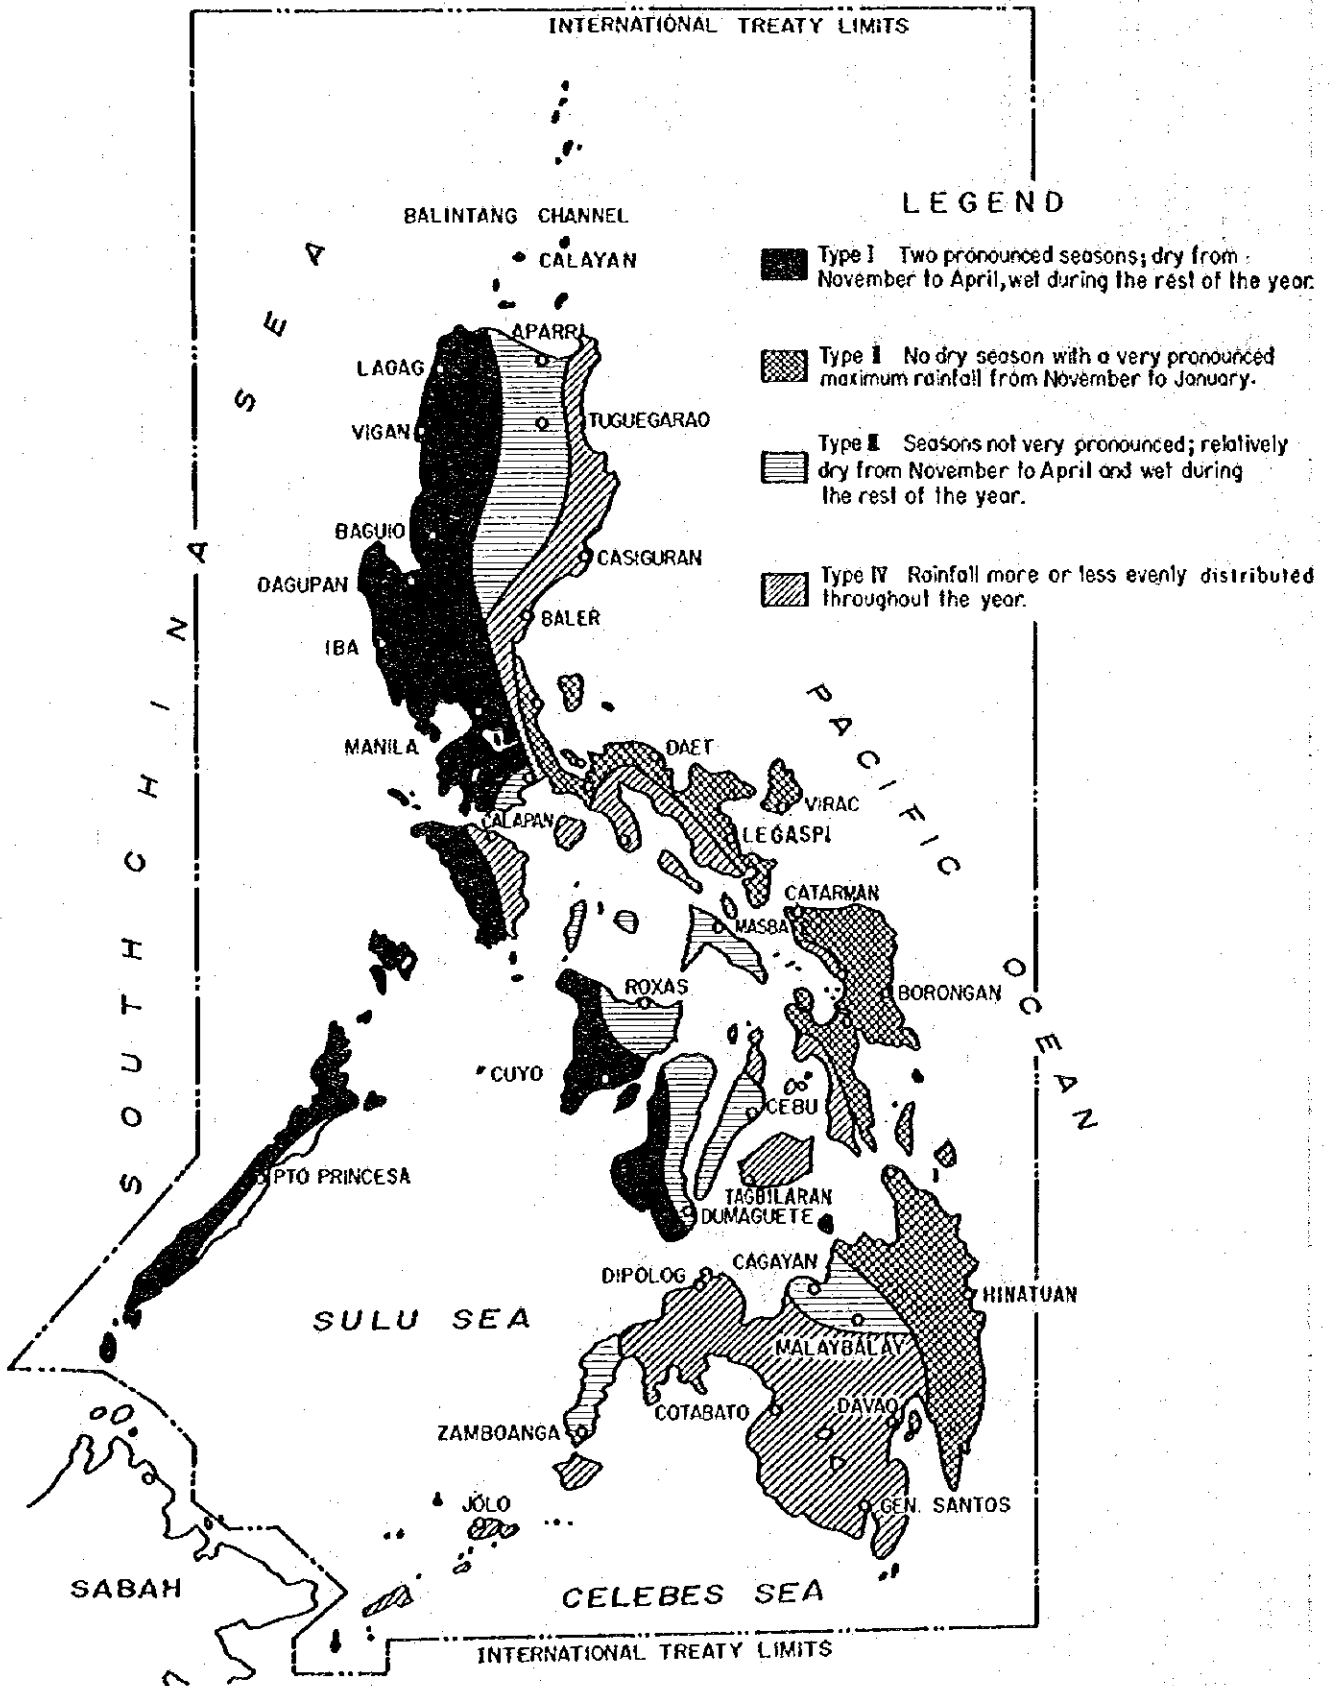 INTERNATIONAL TREATY LIMITS
BALINTANG CHANNEL
CALAYAN
LEGEND
Type I Two pronounced seasons; dry from
November to April, wet during the rest of the year.
Type II No dry season with a very pronounced
maximum rainfall from November to January.
Type III Seasons not very pronounced; relatively
dry from November to April and wet during
the rest of the year.
Type IV Rainfall more or less evenly distributed
throughout the year.
SOUTH CHINA SEA
PACIFIC OCEAN
APARRI
LAOAG
TUGUEGARAO
VIGAN
BAGUIO
CASIGURAN
DAGUPAN
BALER
IBA
MANILA
DAET
VIRAC
CALAPAN
LEGASPI
CATARMAN
MASBATE
ROXAS
BORONGAN
CUYO
CEBU
PTO PRINCESA
TAGBILARAN
DUMAGUETE
CAGAYAN
DIPOLOG
HINATUAN
SULU SEA
MALAYBALAY
COTABATO
DAVAO
ZAMBOANGA
JOLO
GEN. SANTOS
SABAH
CELEBES SEA
INTERNATIONAL TREATY LIMITS